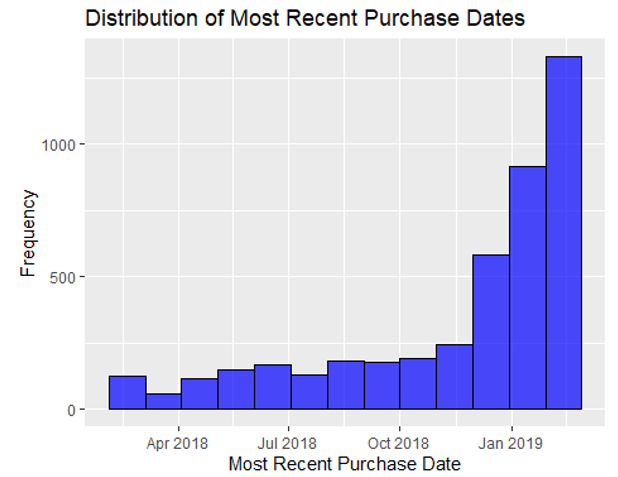 Distribution of Most Recent Purchase Dates
Frequency
1000
500
0
Apr 2018 Jul 2018 Oct 2018 Jan 2019
Most Recent Purchase Date